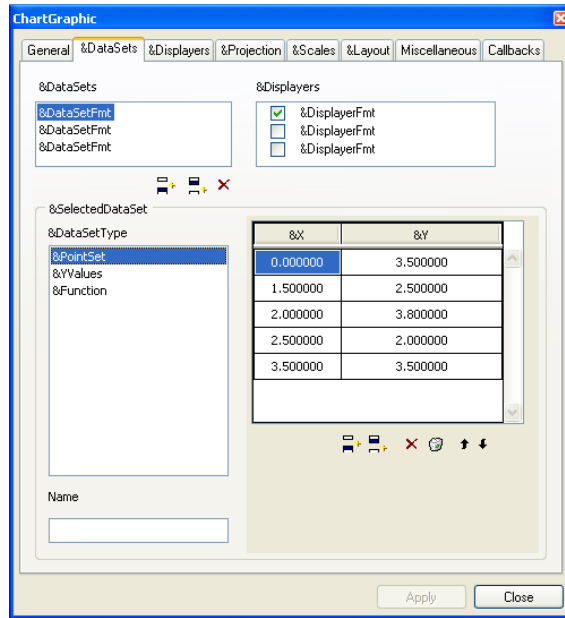 ChartGraphic
General &DataSets &Displayers &Projection &Scales &Layout Miscellaneous Callbacks
&DataSets &Displayers
&DataSetFmt
&DataSetFmt
&DataSetFmt
&DisplayerFmt
&DisplayerFmt
&DisplayerFmt
&SelectedDataSet
&DataSetType
&PointSet
&YValues
&Function
&X &Y
0.000000 3.500000
1.500000 2.500000
2.000000 3.800000
2.500000 2.000000
3.500000 3.500000
Name
Apply Close